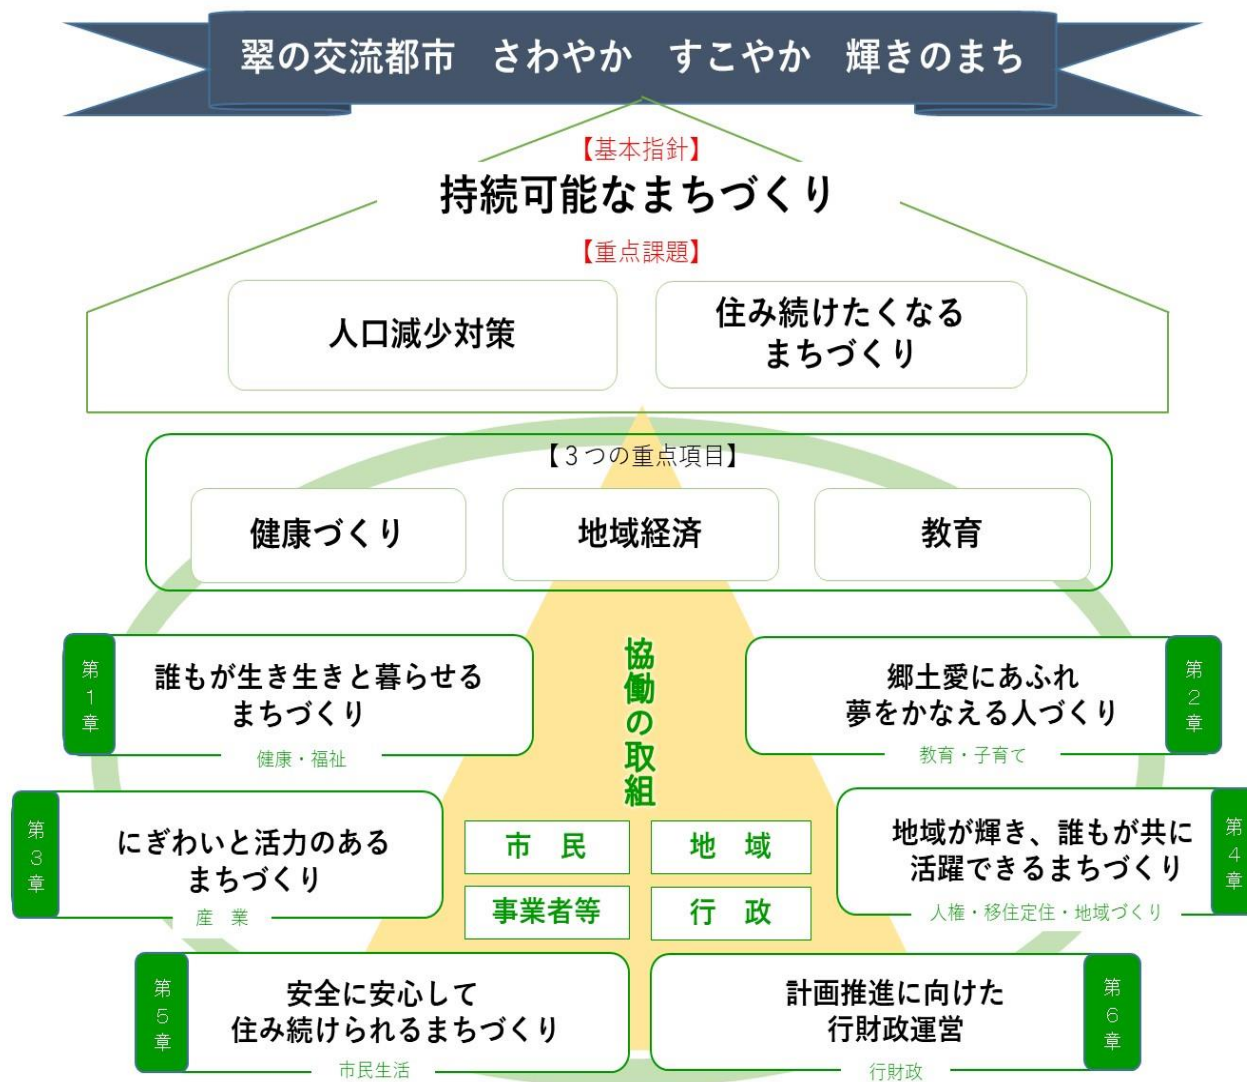 翠の交流都市　さわやか　すこやか　輝きのまち
【基本指針】
持続可能なまちづくり
【重点課題】
人口減少対策
住み続けたくなる
まちづくり
【３つの重点項目】
健康づくり
地域経済
教育
協働の取組
第１章
誰もが生き生きと暮らせる
まちづくり
健康・福祉
第２章
郷土愛にあふれ
夢をかなえる人づくり
教育・子育て
第３章
にぎわいと活力のある
まちづくり
産　業
市　民
地　域
事業者等
行　政
第４章
地域が輝き、誰もが共に
活躍できるまちづくり
人権・移住定住・地域づくり
第５章
安全に安心して
住み続けられるまちづくり
市民生活
第６章
計画推進に向けた
行財政運営
行財政